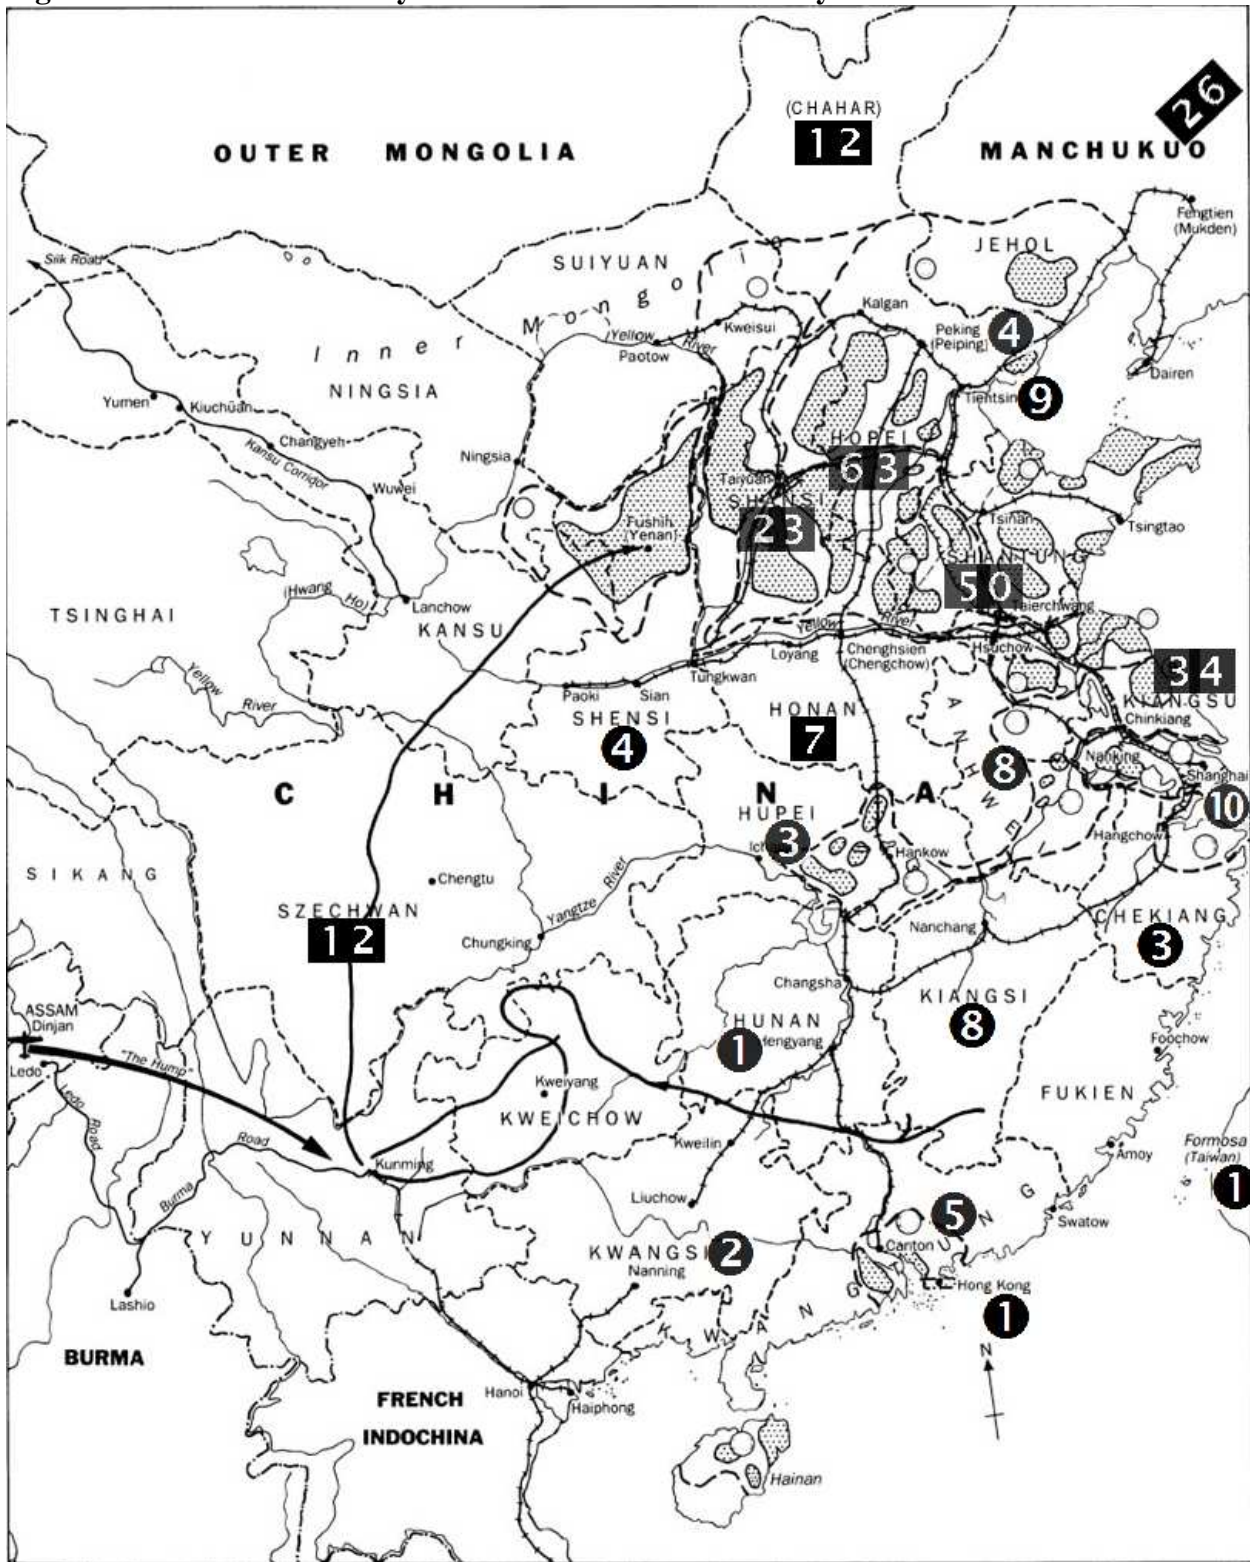 (CHAHAR)
12
26
OUTER MONGOLIA
MANCHUKUO
Fengtien
(Mukden)
JEHOL
Silk Road
SUIYUAN
Inner Mongoli
Kalgan
Kweisui
Yellow
River
Paotow
Peking
(Peiping)
4
Dairen
NINGSIA
Yumen
Kiuchüan
Tientsin
9
Changyeh
Kansu Corridor
HOPEI
63
Ningsia
Wuwei
Taiyuan
SHANSI
23
Fushih
(Yenan)
Tsinan
Tsingtao
SHANTUNG
50
Taierchwang
(Hwang Ho)
Lanchow
TSINGHAI
KANSU
Yellow
River
Loyang
Chenghsien
(Chengchow)
Hsuchow
34
Tungkwan
Paoki
Sian
Yellow
River
KIANGSU
Chinkiang
SHENSI
4
HONAN
7
ANHWEI
8
Nanking
Shanghai
10
CHINA
HUPEI
3
Hangchow
Hankow
SIKANG
Chengtu
Yangtze
River
SZECHWAN
12
Chungking
Nanchang
CHEKIANG
3
Changsha
KIANGSI
8
ASSAM
Dinjan
HUNAN
1
Hengyang
Foochow
Ledo
"The Hump"
Ledo
Road
Kweiyang
KWEICHOW
FUKIEN
Kweilin
Formosa
(Taiwan)
1
Amoy
Road
Kunming
Burma
Liuchow
5
Swatow
YUNNAN
KWANGSI
2
Canton
Nanning
Hong Kong
1
KWANGTUNG
Lashio
N
BURMA
Hanoi
Haiphong
FRENCH
INDOCHINA
Hainan